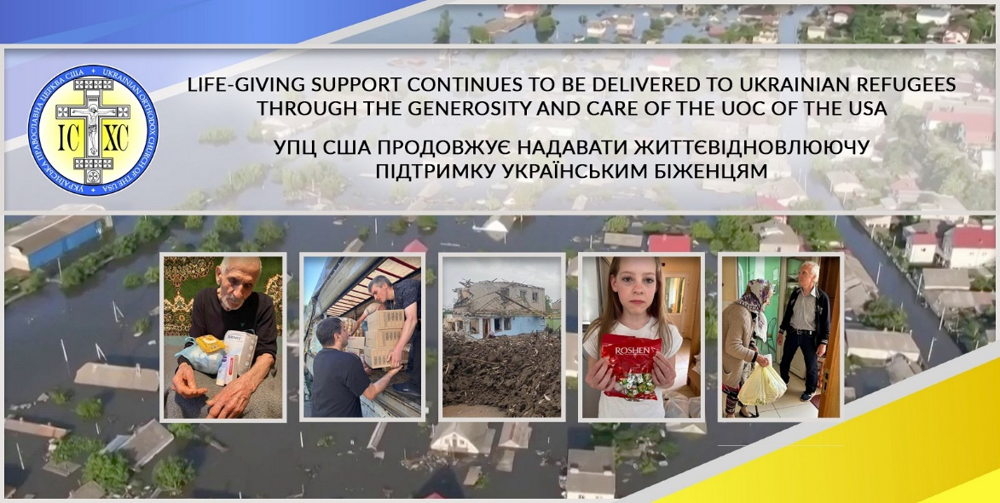 LIFE-GIVING SUPPORT CONTINUES TO BE DELIVERED TO UKRAINIAN REFUGEES
THROUGH THE GENEROSITY AND CARE OF THE UOC OF THE USA
УПЦ США ПРОДОВЖУЄ НАДАВАТИ ЖИТТЄВІДНОВЛЮЮЧУ
ПІДТРИМКУ УКРАЇНСЬКИМ БІЖЕНЦЯМ
УКРАЇНСЬКА ПРАВОСЛАВНА ЦЕРКВА США + UKRAINIAN ORTHODOX CHURCH OF THE USA +
ІС ХС
ROSHEN